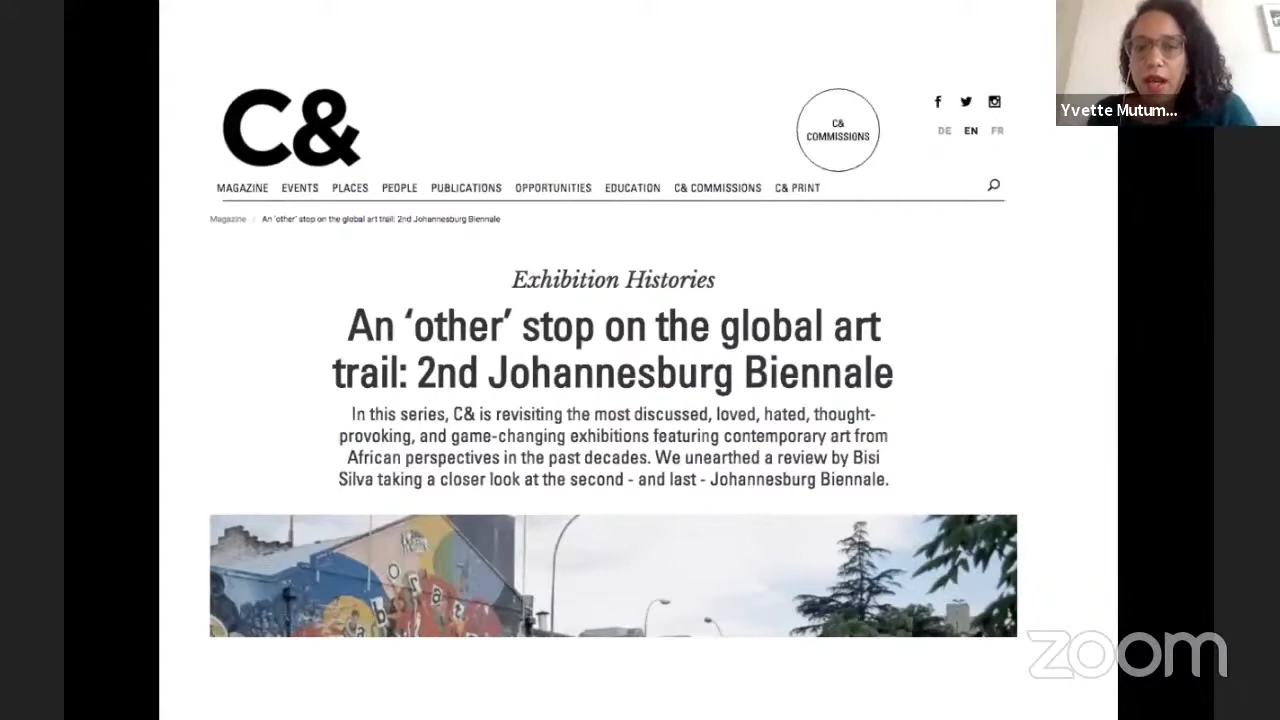 C&
C&
COMMISSIONS
DE EN FR
Yvette Mutum...
MAGAZINE EVENTS PLACES PEOPLE PUBLICATIONS OPPORTUNITIES EDUCATION C& COMMISSIONS C& PRINT
Magazine / An 'other' stop on the global art trail: 2nd Johannesburg Biennale
Exhibition Histories
An ‘other’ stop on the global art
trail: 2nd Johannesburg Biennale
In this series, C& is revisiting the most discussed, loved, hated, thought-
provoking, and game-changing exhibitions featuring contemporary art from
African perspectives in the past decades. We unearthed a review by Bisi
Silva taking a closer look at the second - and last - Johannesburg Biennale.
zoom